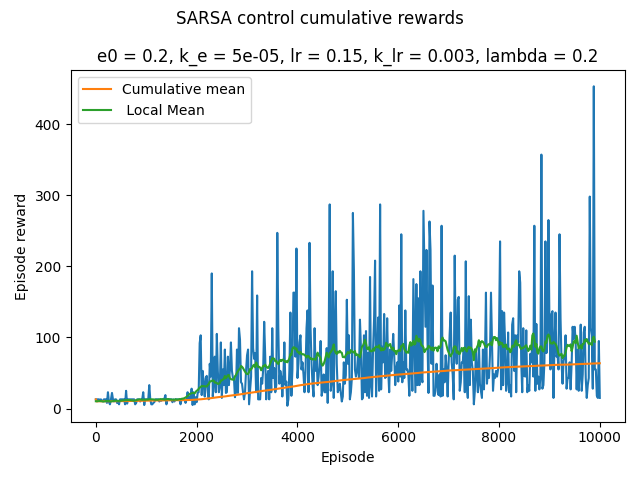 SARSA control cumulative rewards
e0 = 0.2, k_e = 5e-05, lr = 0.15, k_lr = 0.003, lambda = 0.2
Cumulative mean
Local Mean
Episode reward
400
300
200
100
0
0 2000 4000 6000 8000 10000
Episode